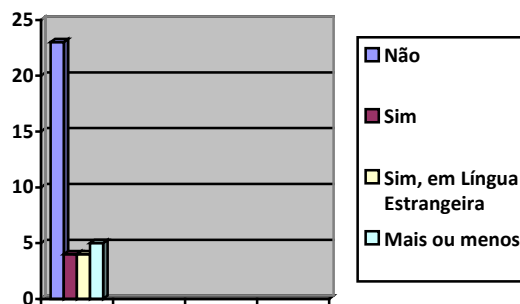 25
20
15
10
5
0
Não
Sim
Sim, em Língua
Estrangeira
Mais ou menos